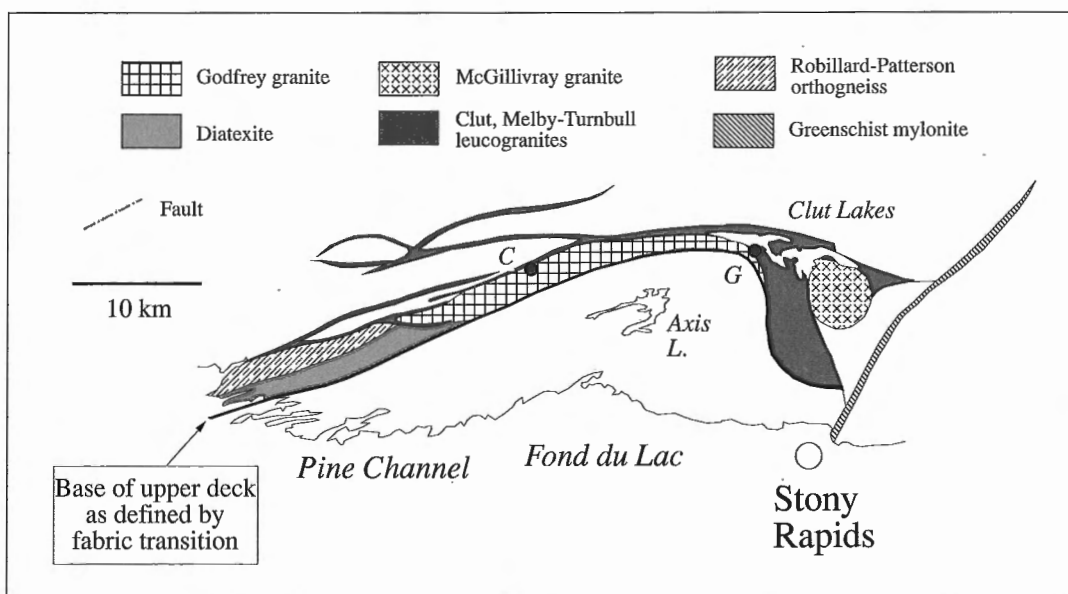 Godfrey granite
McGillivray granite
Robillard-Patterson
orthogneiss
Diatexite
Clut, Melby-Turnbull
leucogranites
Greenschist mylonite
Fault
10 km
Clut Lakes
C
G
Axis
L.
Pine Channel
Fond du Lac
Stony
Rapids
Base of upper deck
as defined by
fabric transition